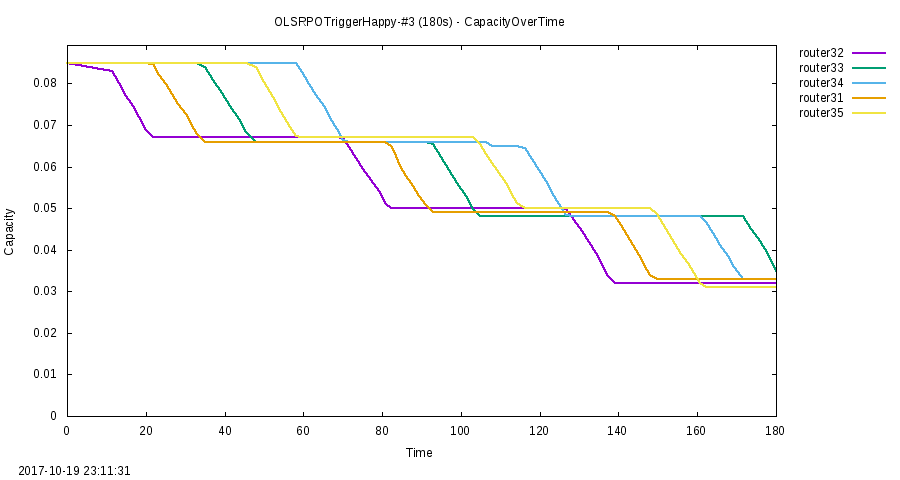 OLSRPOTriggerHappy-#3 (180s) - CapacityOverTime
router32
router33
router34
router31
router35
0.08
0.07
0.06
0.05
0.04
0.03
0.02
0.01
0
Capacity
0 20 40 60 80 100 120 140 160 180
Time
2017-10-19 23:11:31